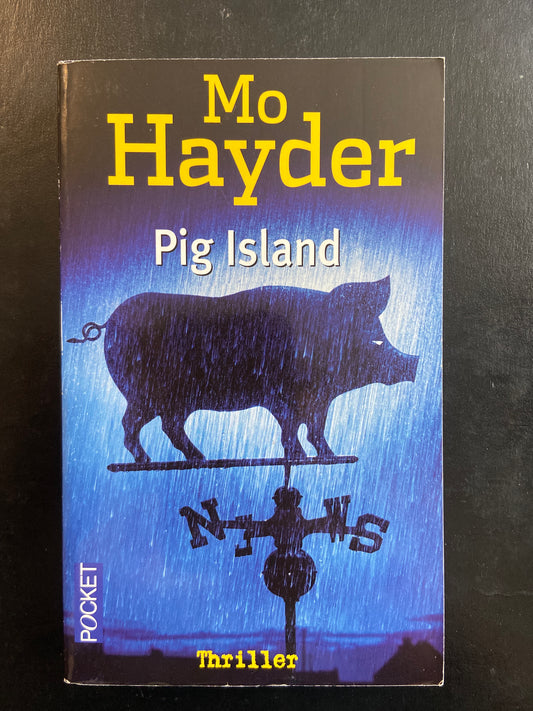 Mo
Hayder
Pig Island
N I W S
POCKET
Thriller